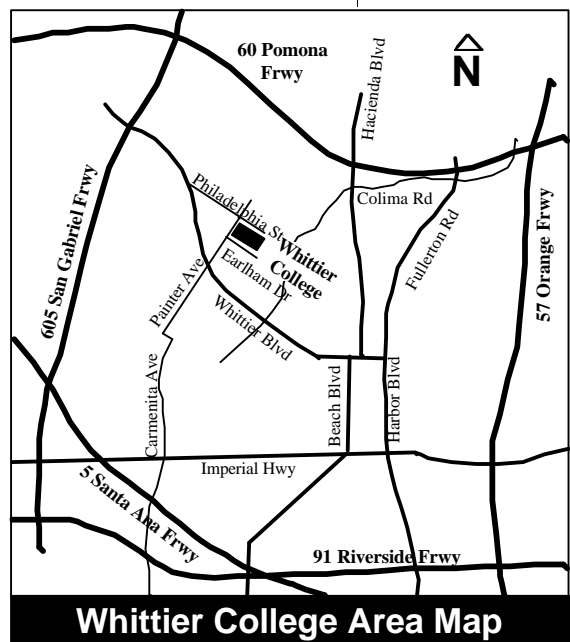 60 Pomona
Frwy
Hacienda Blvd
N
605 San Gabriel Frwy
Philadelphia St
Whittier
College
Earlham Dr
Painter Ave
Whittier Blvd
Colima Rd
Fullerton Rd
57 Orange Frwy
Carmenita Ave
Beach Blvd
Harbor Blvd
Imperial Hwy
5 Santa Ana Frwy
91 Riverside Frwy
Whittier College Area Map